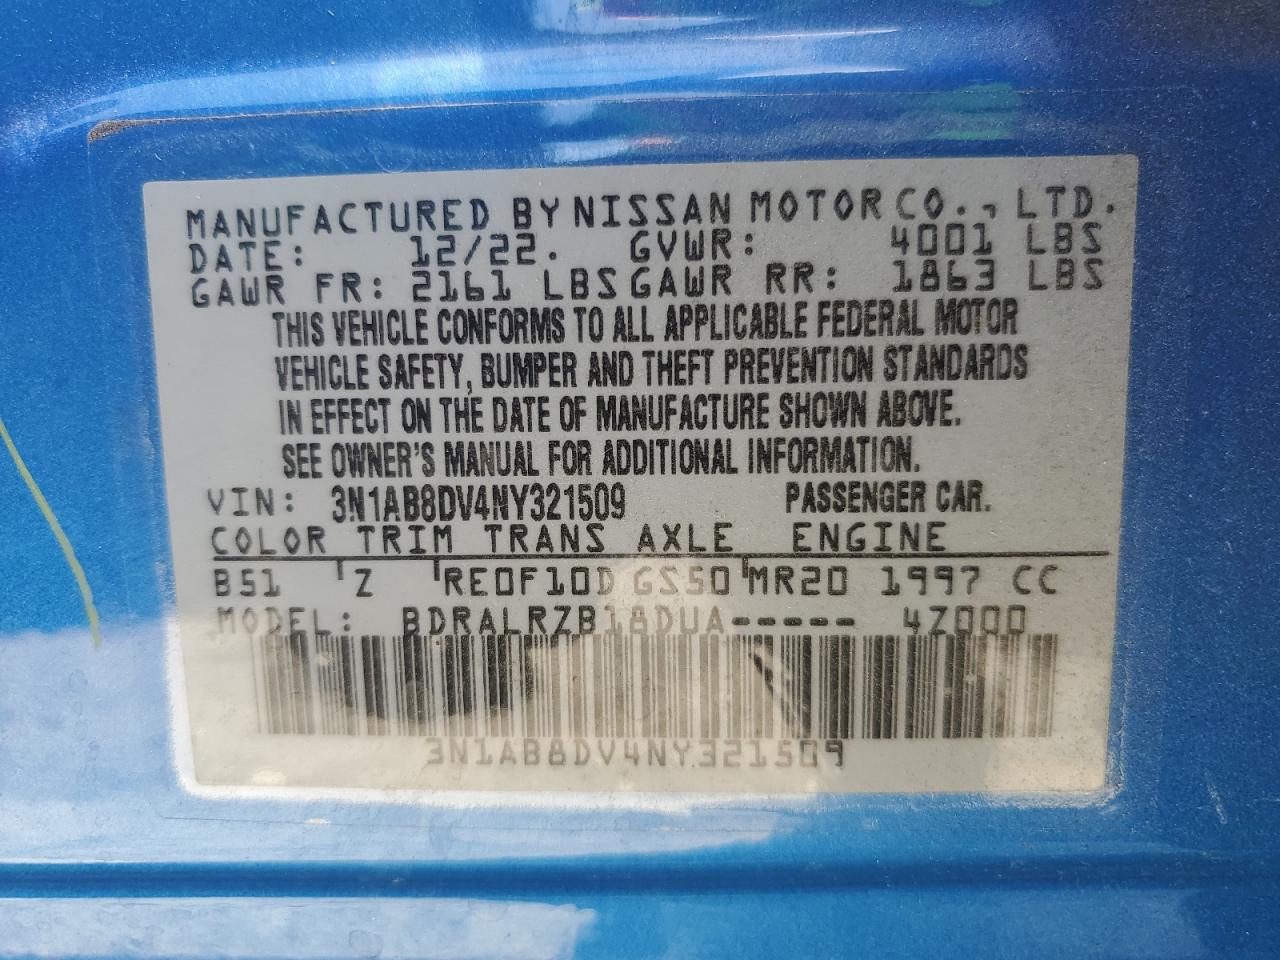 MANUFACTURED BY NISSAN MOTOR CO., LTD.
DATE: 12/22. GVWR: 4001 LBS
GAWR FR: 2161 LBS GAWR RR: 1863 LBS
THIS VEHICLE CONFORMS TO ALL APPLICABLE FEDERAL MOTOR
VEHICLE SAFETY, BUMPER AND THEFT PREVENTION STANDARDS
IN EFFECT ON THE DATE OF MANUFACTURE SHOWN ABOVE.
SEE OWNER'S MANUAL FOR ADDITIONAL INFORMATION.
VIN: 3N1AB8DV4NY321509 PASSENGER CAR.
COLOR TRIM TRANS AXLE ENGINE
B51 Z RE0F10D GS50 MR20 1997 CC
MODEL: BDRALRZB18DUA----- 4Z000
3N1AB8DV4NY321509